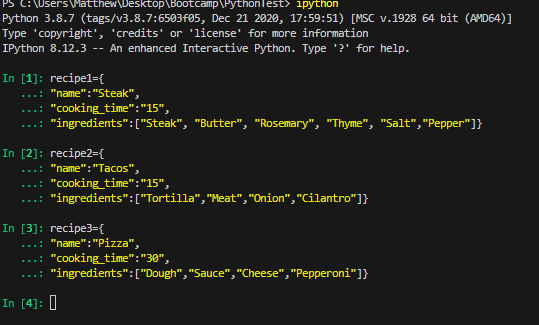 PS C:\Users\Matthew\Desktop\Bootcamp\PythonTest> ipython
Python 3.8.7 (tags/v3.8.7:6503f05, Dec 21 2020, 17:59:51) [MSC v.1928 64 bit (AMD64)]
Type 'copyright', 'credits' or 'license' for more information
IPython 8.12.3 -- An enhanced Interactive Python. Type '?' for help.
In [1]: recipe1={
...: "name":"Steak",
...: "cooking_time":"15",
...: "ingredients":["Steak", "Butter", "Rosemary", "Thyme", "Salt","Pepper"]}
In [2]: recipe2={
...: "name":"Tacos",
...: "cooking_time":"15",
...: "ingredients":["Tortilla","Meat","Onion","Cilantro"]}
In [3]: recipe3={
...: "name":"Pizza",
...: "cooking_time":"30",
...: "ingredients":["Dough","Sauce","Cheese","Pepperoni"]}
In [4]: